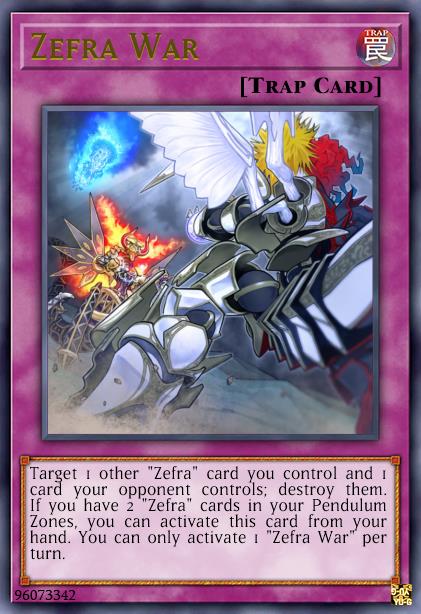 Zefra War
TRAP
罠
[Trap Card]
Target 1 other "Zefra" card you control and 1
card your opponent controls; destroy them.
If you have 2 "Zefra" cards in your Pendulum
Zones, you can activate this card from your
hand. You can only activate 1 "Zefra War" per
turn.
96073342